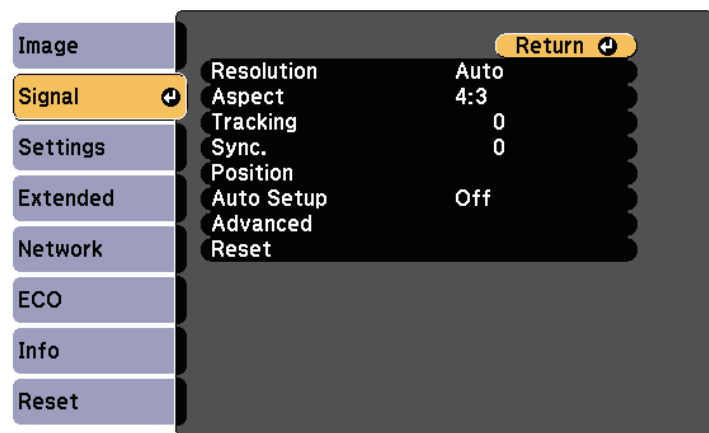 Image
Signal
Settings
Extended
Network
ECO
Info
Reset
Return
Resolution Auto
Aspect 4:3
Tracking 0
Sync. 0
Position
Auto Setup Off
Advanced
Reset